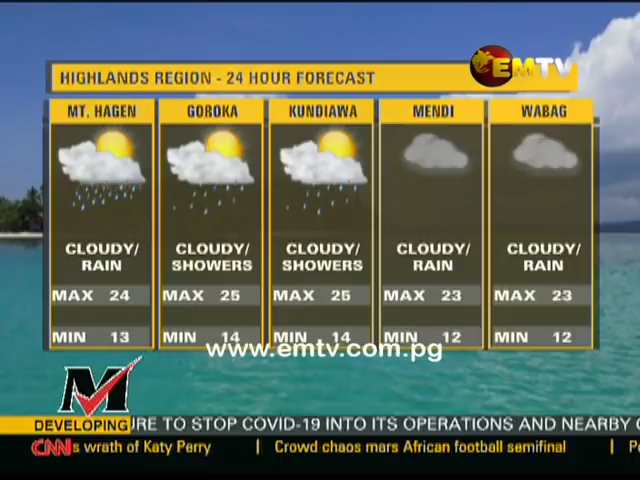 EMTV
HIGHLANDS REGION - 24 HOUR FORECAST
MT. HAGEN
CLOUDY/
RAIN
MAX 24
MIN 13
GOROKA
CLOUDY/
SHOWERS
MAX 25
MIN 14
KUNDIAWA
CLOUDY/
SHOWERS
MAX 25
MIN 14
MENDI
CLOUDY/
RAIN
MAX 23
MIN 12
WABAG
CLOUDY/
RAIN
MAX 23
MIN 12
www.emtv.com.pg
M
DEVELOPING URE TO STOP COVID-19 INTO ITS OPERATIONS AND NEARBY
CNN s wrath of Katy Perry | Crowd chaos mars African football semifinal |